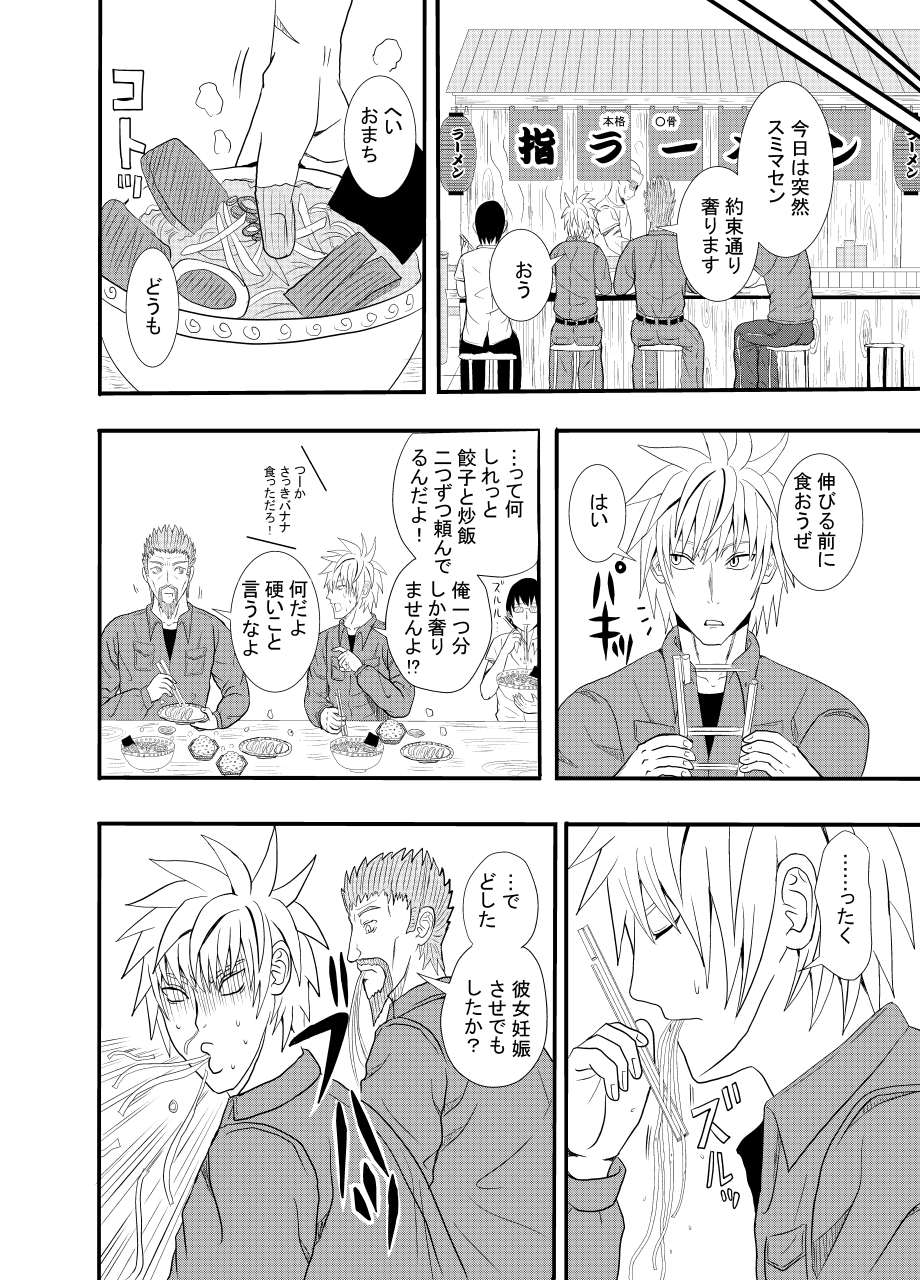 今日は突然
スミマセン
約束通り
奢ります
おう
本格
〇骨
指ラーメン
ラーメン
ラーメン
へい
おまち
コトッ
どうも
伸びる前に
食おうぜ
はい
パキッ
…って何
しれっと
餃子と炒飯
二つずつ頼んで
るんだよ！
俺一つ分
しか奢り
ませんよ⁉
ズルル
つーか
さっきバナナ
食っただろ！
何だよ
硬いこと
言うなよ
……ったく
ズルルッ
…で
どした
彼女妊娠
させでも
したか？
ブッ